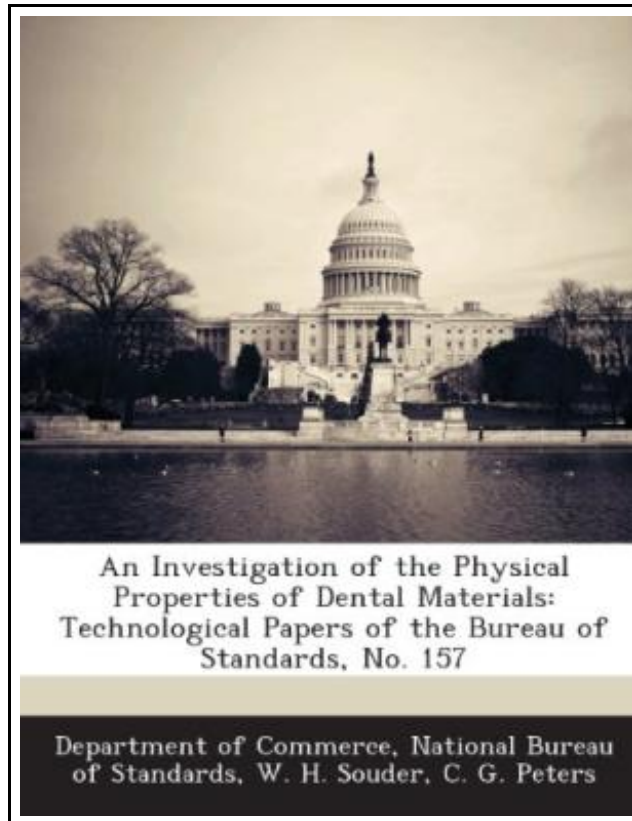 An Investigation of the Physical
Properties of Dental Materials:
Technological Papers of the Bureau of
Standards, No. 157
Department of Commerce, National Bureau
of Standards, W. H. Souder, C. G. Peters